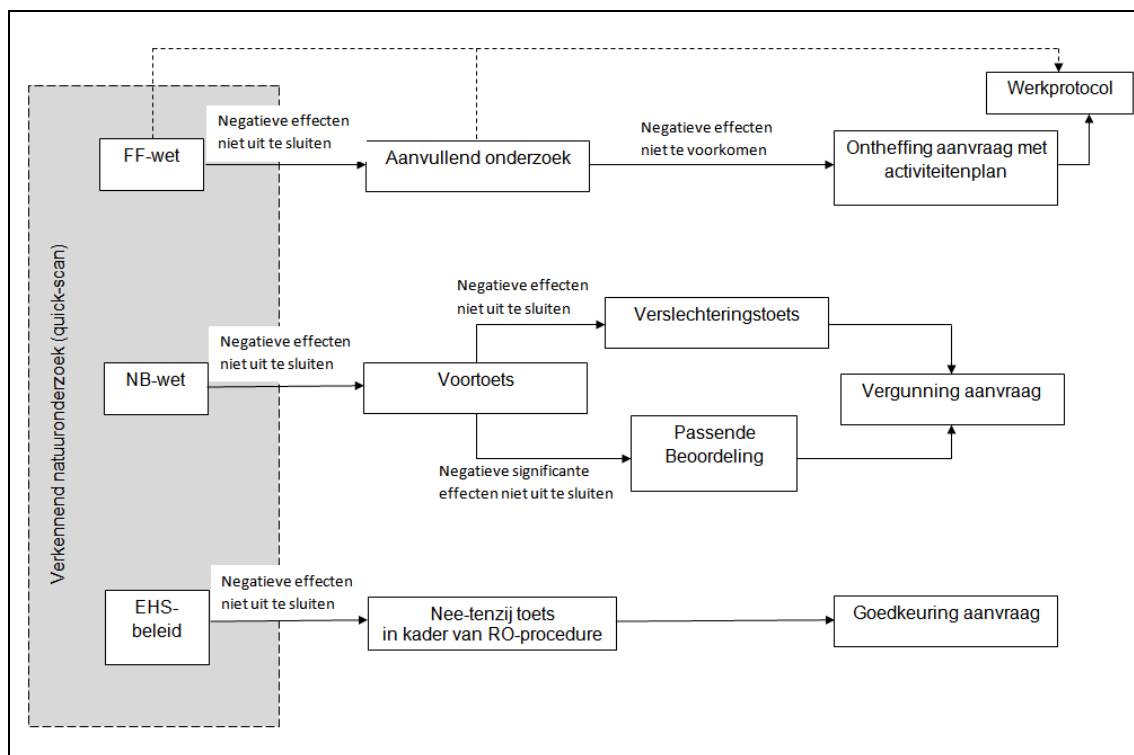 Werkprotocol
Negatieve effecten
niet uit te sluiten
FF-wet
Aanvullend onderzoek
Negatieve effecten
niet te voorkomen
Ontheffing aanvraag met
activiteitenplan
Verkennend natuuronderzoek (quick-scan)
Negatieve effecten
niet uit te sluiten
NB-wet
Voortoets
Negatieve effecten
niet uit te sluiten
Verslechteringstoets
Negatieve significante
effecten niet uit te sluiten
Passende
Beoordeling
Vergunning aanvraag
Negatieve effecten
niet uit te sluiten
EHS-
beleid
Nee-tenzij toets
in kader van RO-procedure
Goedkeuring aanvraag